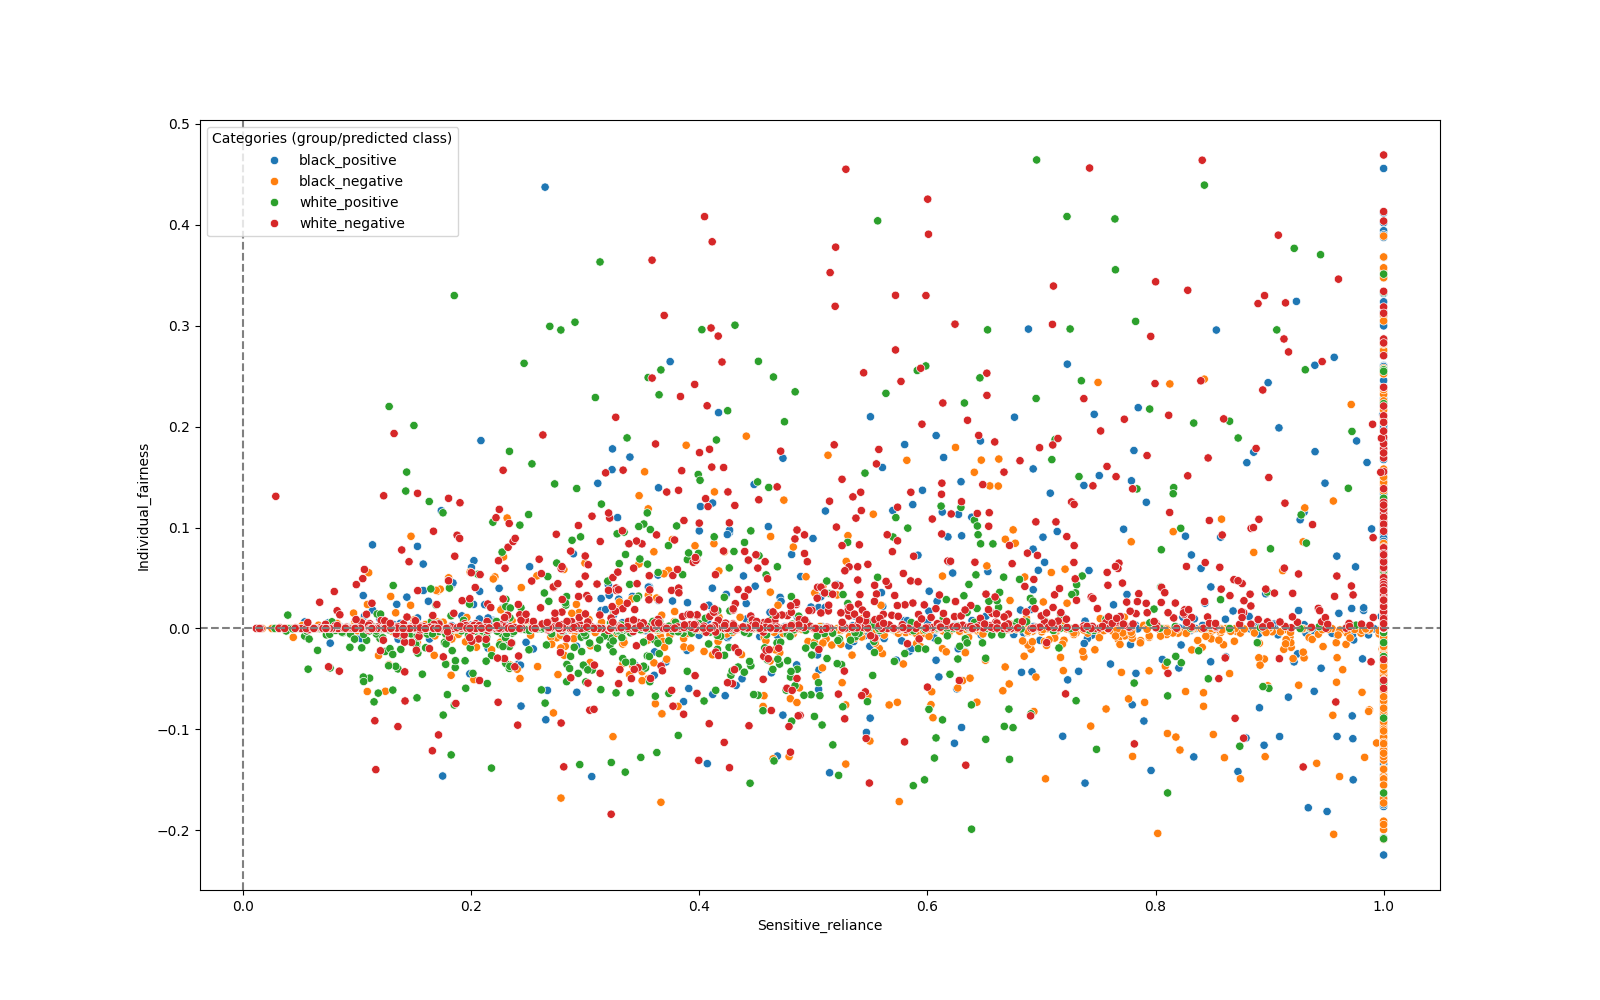 0.5
0.4
0.3
0.2
0.1
0.0
−0.1
−0.2
Individual_fairness
Categories (group/predicted class)
black_positive
black_negative
white_positive
white_negative
0.0 0.2 0.4 0.6 0.8 1.0
Sensitive_reliance